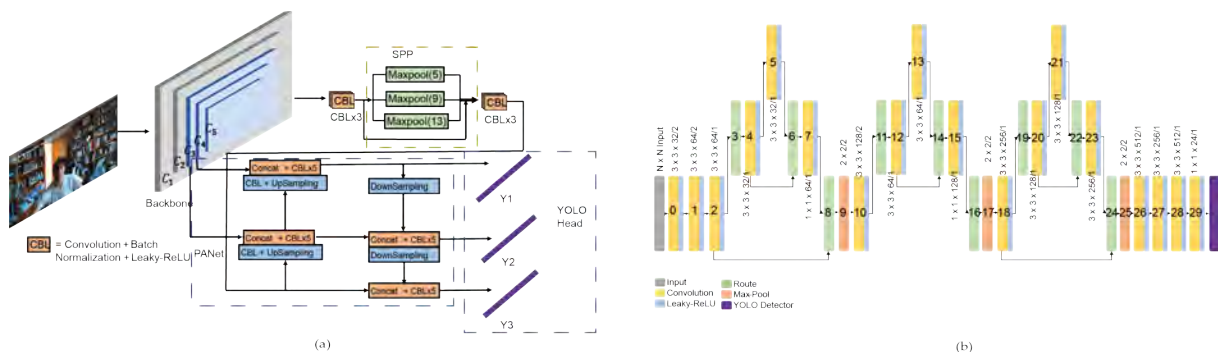 SPP
Maxpool(5)
Maxpool(9)
Maxpool(13)
CBL
CBLx3
CBL
CBLx3
C5
C4
C2
C1
Backbone
Concat → CBLx5
CBL + UpSampling
DownSampling
Concat → CBLx5
CBL + UpSampling
Concat → CBLx5
DownSampling
Concat → CBLx5
PANet
Y1
Y2
Y3
YOLO
Head
CBL = Convolution + Batch
Normalization + Leaky-ReLU
(a)
N x N Input
3 x 3 x 32/2
3 x 3 x 64/2
3 x 3 x 64/1
3 x 3 x 32/1
3 x 3 x 32/1
1 x 1 x 64/1
2 x 2/2
3 x 3 x 128/2
3 x 3 x 64/1
3 x 3 x 64/1
1 x 1 x 128/1
2 x 2/2
3 x 3 x 256/1
3 x 3 x 128/1
3 x 3 x 128/1
3 x 3 x 256/1
2 x 2/2
3 x 3 x 512/1
3 x 3 x 256/1
3 x 3 x 512/1
1 x 1 x 24/1
0
1
2
3
4
5
6
7
8
9
10
11
12
13
14
15
16
17
18
19
20
21
22
23
24
25
26
27
28
29
Input
Convolution
Leaky-ReLU
Route
Max-Pool
YOLO Detector
(b)